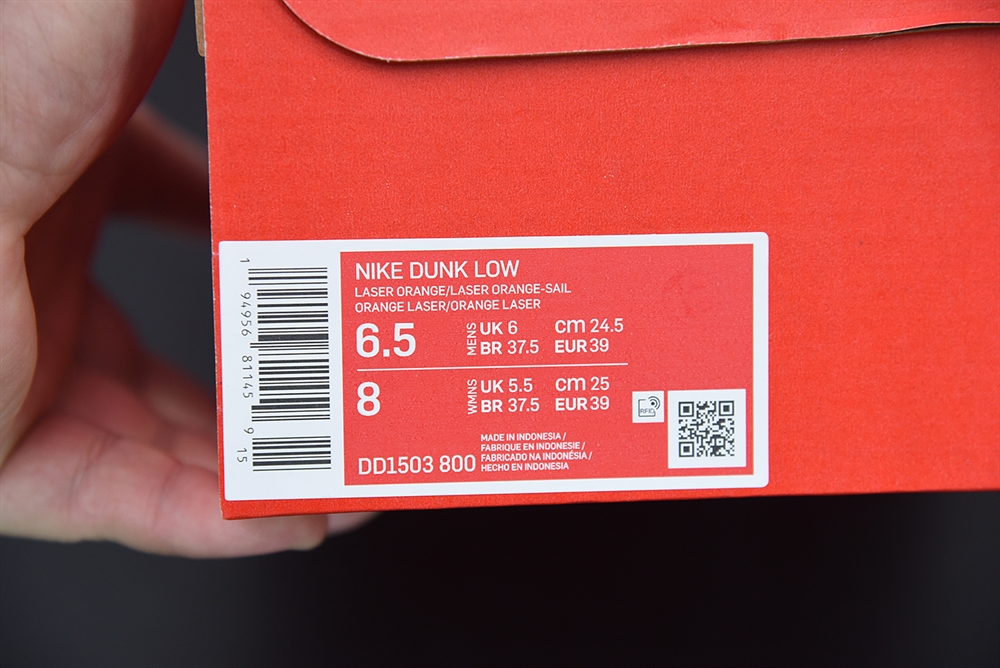 NIKE DUNK LOW
LASER ORANGE/LASER ORANGE-SAIL
ORANGE LASER/ORANGE LASER
6.5 MENS UK 6 cm 24.5
BR 37.5 EUR 39
8 WMNS UK 5.5 cm 25
BR 37.5 EUR 39
RFID
MADE IN INDONESIA /
FABRIQUE EN INDONESIE /
FABRICADO NA INDONÉSIA /
HECHO EN INDONESIA
DD1503 800
1 94956 81145 9 15